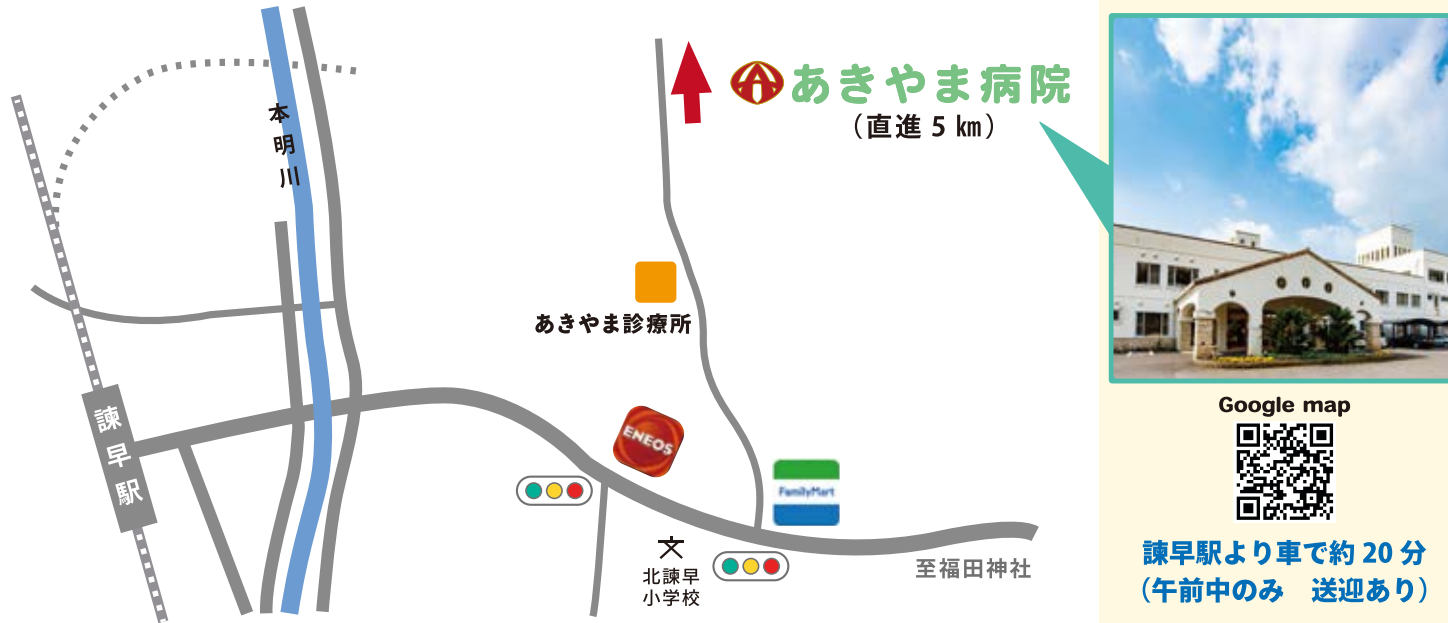 本明川
あきやま病院
（直進 5 ㎞）
あきやま診療所
諫早駅
ENEOS
FamilyMart
北諫早
小学校
至福田神社
Google map
諫早駅より車で約 20 分
（午前中のみ　送迎あり）